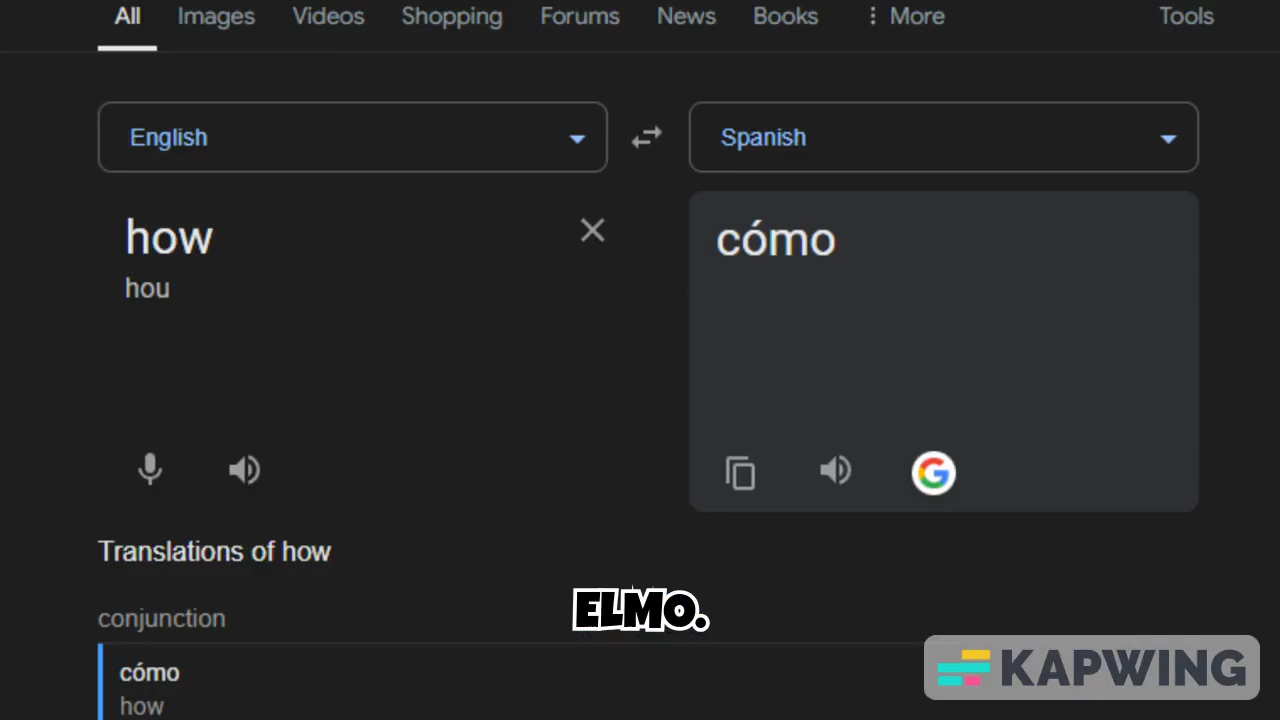 All Images Videos Shopping Forums News Books More Tools
English Spanish
how cómo
hou
Translations of how
ELMO.
conjunction
cómo
how
KAPWING